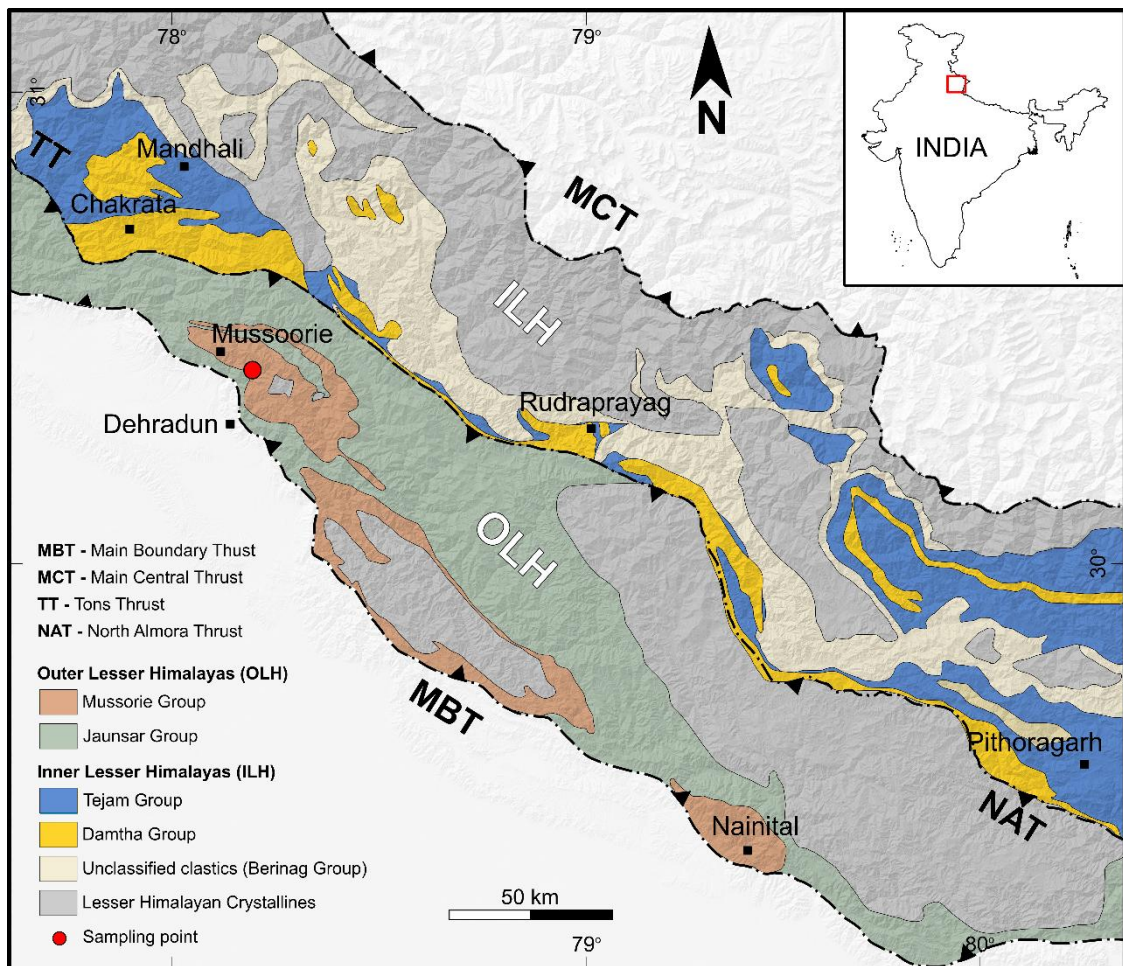 78
79°
31°
N
INDIA
TT
Mandhali
Chakrata
MCT
ILH
Mussoorie
Rudraprayag
Dehradun
OLH
30°
MBT - Main Boundary Thust
MCT - Main Central Thrust
TT - Tons Thrust
NAT - North Almora Thrust
Outer Lesser Himalayas (OLH)
Mussorie Group
Jaunsar Group
MBT
Inner Lesser Himalayas (ILH)
Tejam Group
Damtha Group
Unclassified clastics (Berinag Group)
Lesser Himalayan Crystallines
Sampling point
Pithoragarh
NAT
Nainital
50 km
79°
80°